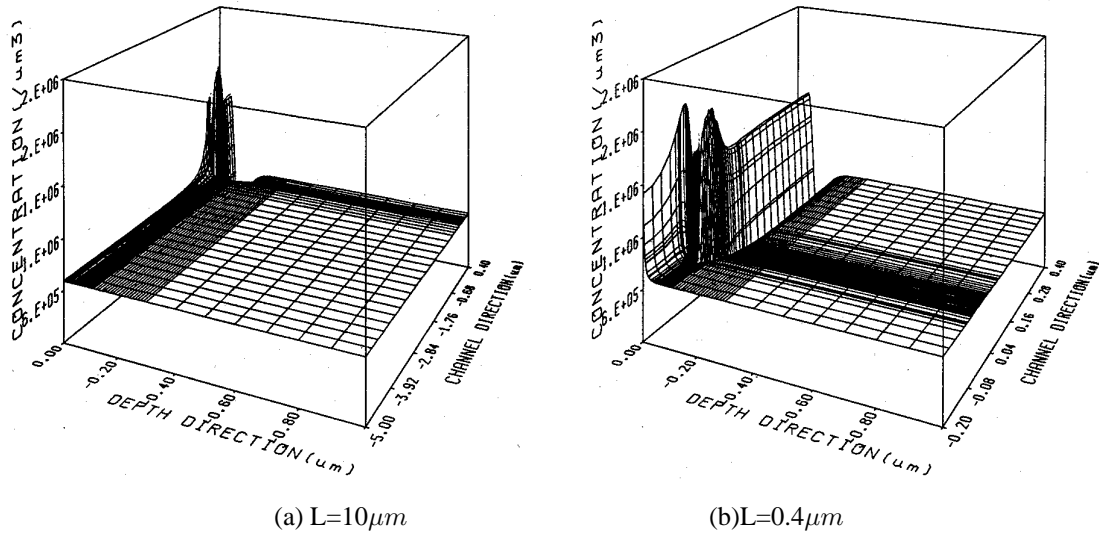 CONCENTRATION(/um3)
2.E+06
2.E+06
1.E+06
1.E+06
5.E+05
0.00
-0.20
-0.40
-0.60
-0.80
DEPTH DIRECTION(um)
-5.00
-3.92
-2.84
-1.76
-0.68
0.40
CHANNEL DIRECTION(um)
CONCENTRATION(/um3)
2.E+06
2.E+06
1.E+06
1.E+06
0.00
-0.20
-0.40
-0.60
-0.80
DEPTH DIRECTION(um)
-0.20
-0.08
0.04
0.16
0.28
0.40
CHANNEL DIRECTION(um)
(a) L=10μm
(b)L=0.4μm